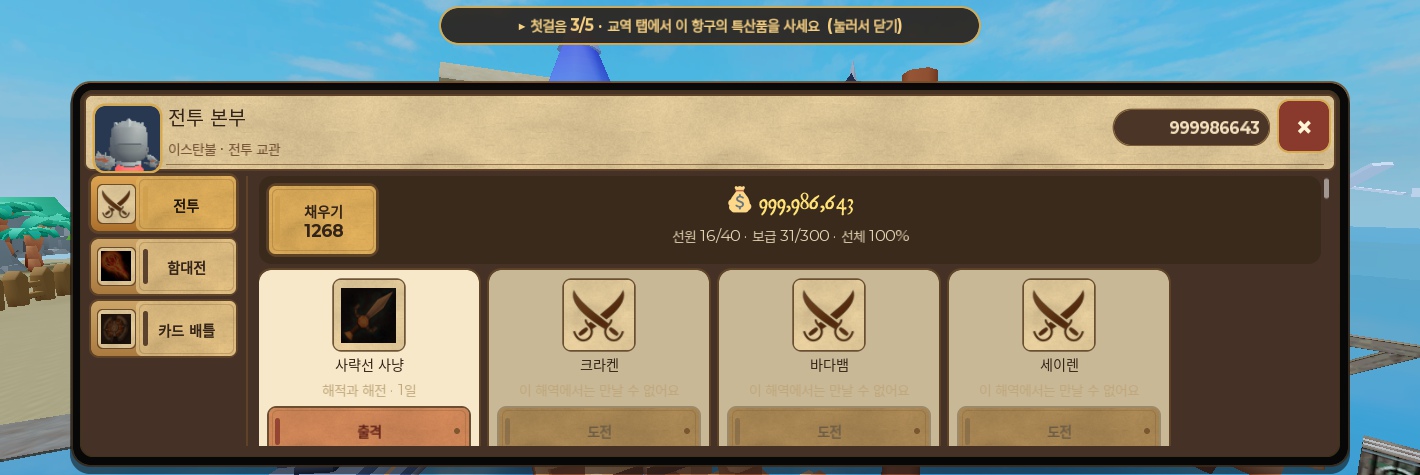 ▸ 첫걸음 3/5 · 교역 탭에서 이 항구의 특산품을 사세요 (눌러서 닫기)
전투 본부
이스탄불 · 전투 교관
999986643
×
전투
함대전
카드 배틀
채우기
1268
999,986,643
선원 16/40 · 보급 31/300 · 선체 100%
사략선 사냥
해적과 해전 · 1일
출격
크라켄
이 해역에서는 만날 수 없어요
도전
바다뱀
이 해역에서는 만날 수 없어요
도전
세이렌
이 해역에서는 만날 수 없어요
도전